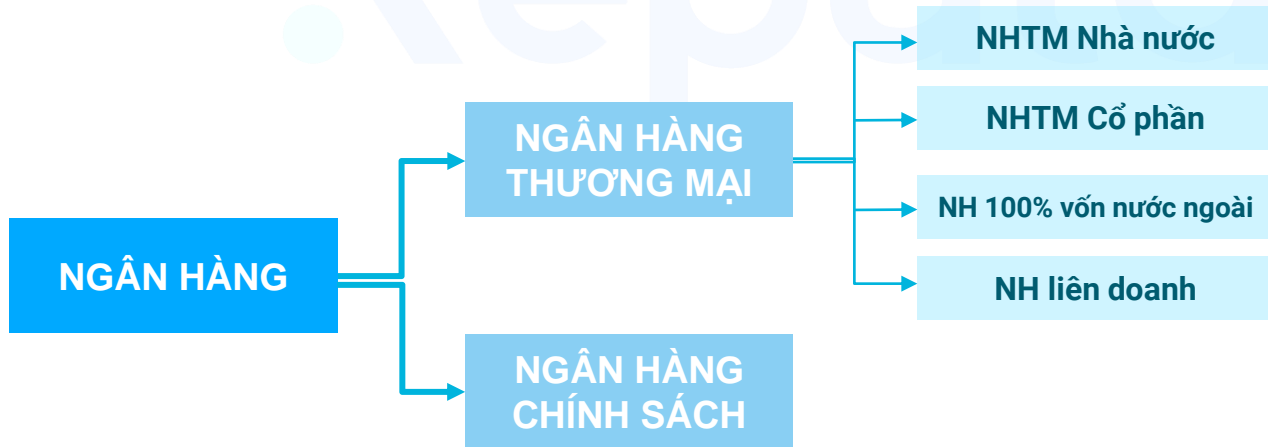 NHTM Nhà nước
NHTM Cổ phần
NGÂN HÀNG
THƯƠNG MẠI
NH 100% vốn nước ngoài
NGÂN HÀNG
NH liên doanh
NGÂN HÀNG
CHÍNH SÁCH